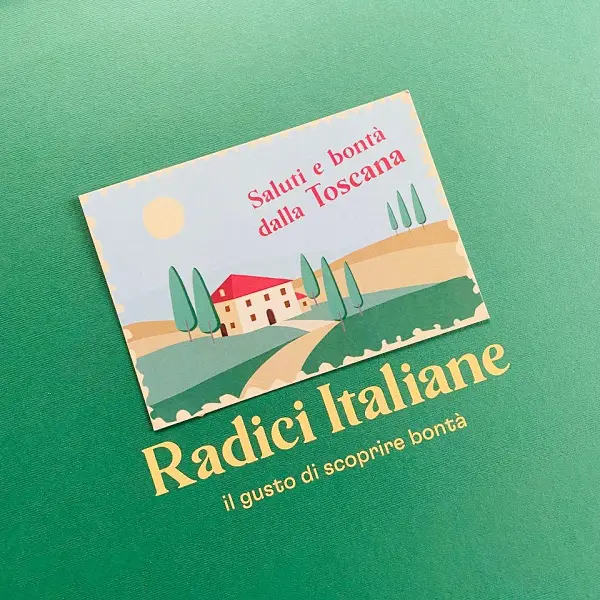 Saluti e bontà
dalla Toscana
Radici Italiane
il gusto di scoprire bontà